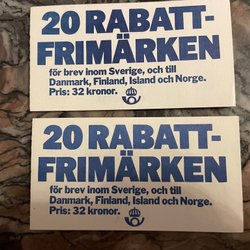 20 RABATT-
FRIMÄRKEN
för brev inom Sverige, och till
Danmark, Finland, Island och Norge.
Pris: 32 kronor.
20 RABATT-
FRIMÄRKEN
för brev inom Sverige, och till
Danmark, Finland, Island och Norge.
Pris: 32 kronor.